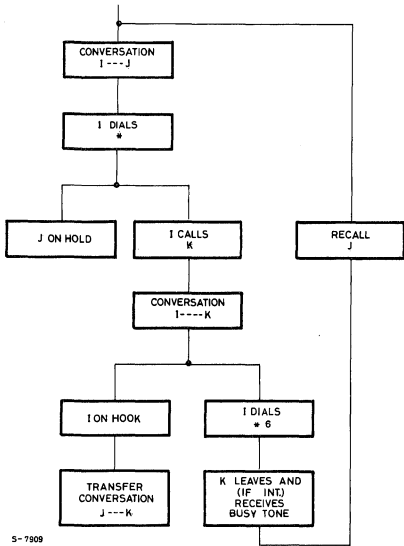 CONVERSATION
I---J
I DIALS
*
J ON HOLD
I CALLS
K
RECALL
J
CONVERSATION
I----K
I ON HOOK
I DIALS
* 6
TRANSFER
CONVERSATION
J---K
K LEAVES AND
(IF INT.)
RECEIVES
BUSY TONE
S-7909